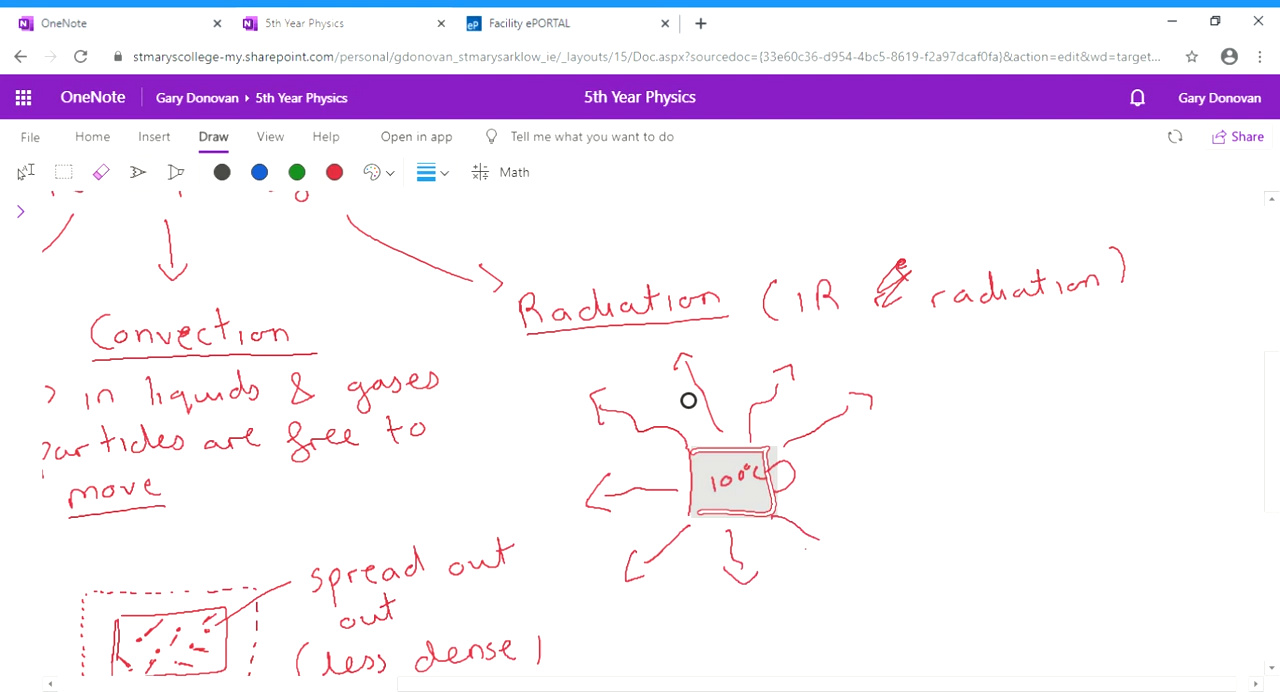 OneNote
5th Year Physics
Facility ePORTAL
stmaryscollege-my.sharepoint.com/personal/gdonovan_stmarysarklow_ie/_layouts/15/Doc.aspx?sourcedoc={33e60c36-d954-4bc5-8619-f2a97dcaf0fa}&action=edit&wd=target...
OneNote
Gary Donovan › 5th Year Physics
5th Year Physics
Gary Donovan
File Home Insert Draw View Help Open in app Tell me what you want to do Share
Math
Radiation (IR radiation)
Convection
in liquids & gases
particles are free to
move
100°C
spread out
out
(less dense)